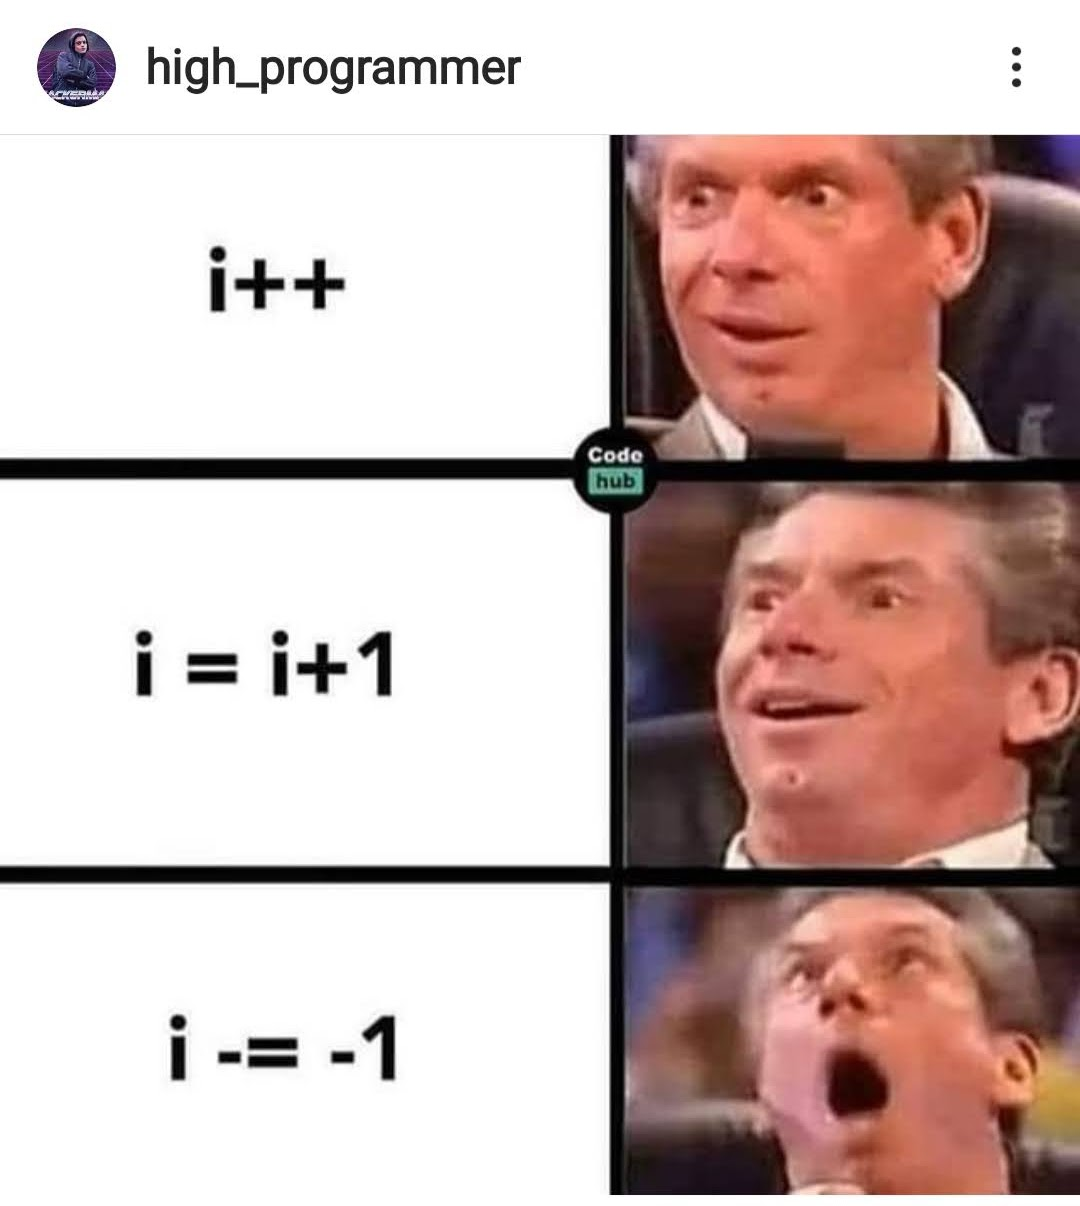 high_programmer
i++
Code
hub
i = i+1
i -= -1